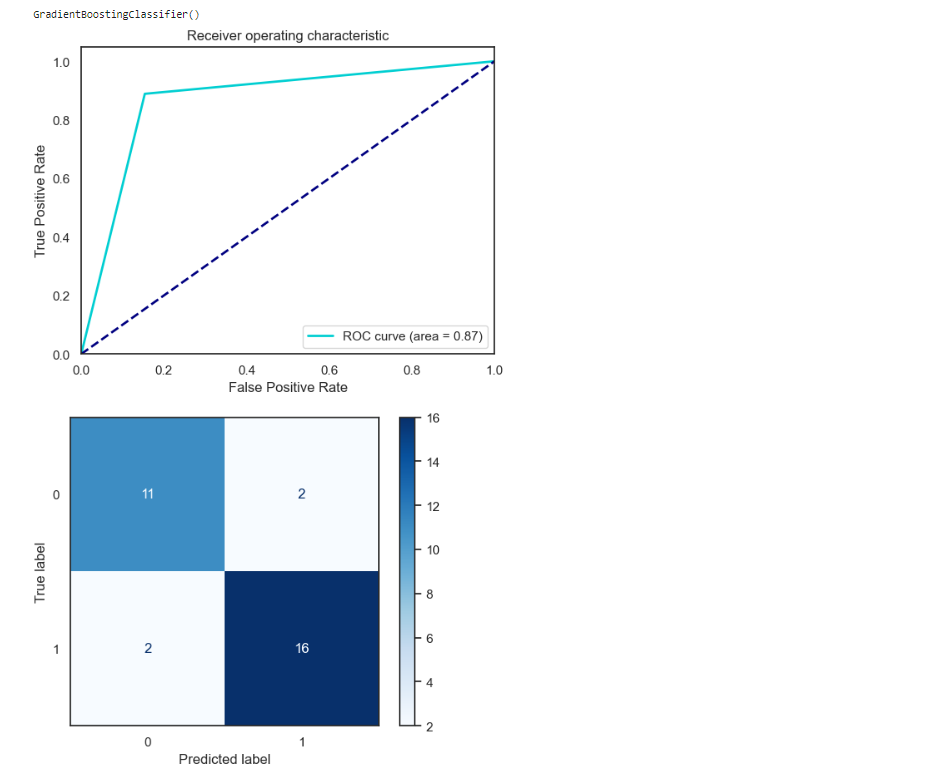 GradientBoostingClassifier()
Receiver operating characteristic
1.0
0.8
0.6
0.4
0.2
0.0
True Positive Rate
ROC curve (area = 0.87)
0.0 0.2 0.4 0.6 0.8 1.0
False Positive Rate
16
14
12
10
8
6
4
2
0
1
True label
11 2
2 16
0 1
Predicted label